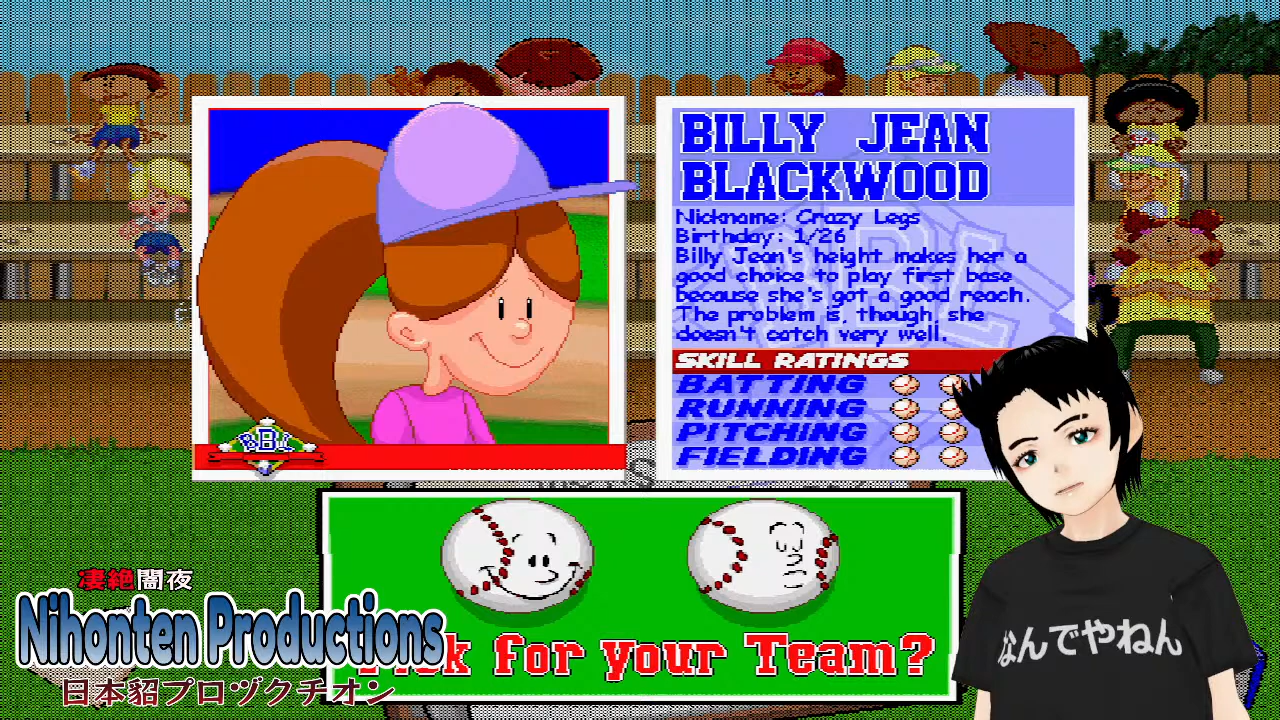 BILLY JEAN
BLACKWOOD
Nickname: Crazy Legs
Birthday: 1/26
Billy Jean's height makes her a
good choice to play first base
because she's got a good reach.
The problem is, though, she
doesn't catch very well.
SKILL RATINGS
BATTING
RUNNING
PITCHING
FIELDING
BBL
for your Team?
凄絶闇夜
Nihonten Productions
日本貂プロヅクチオン
なんでやねん